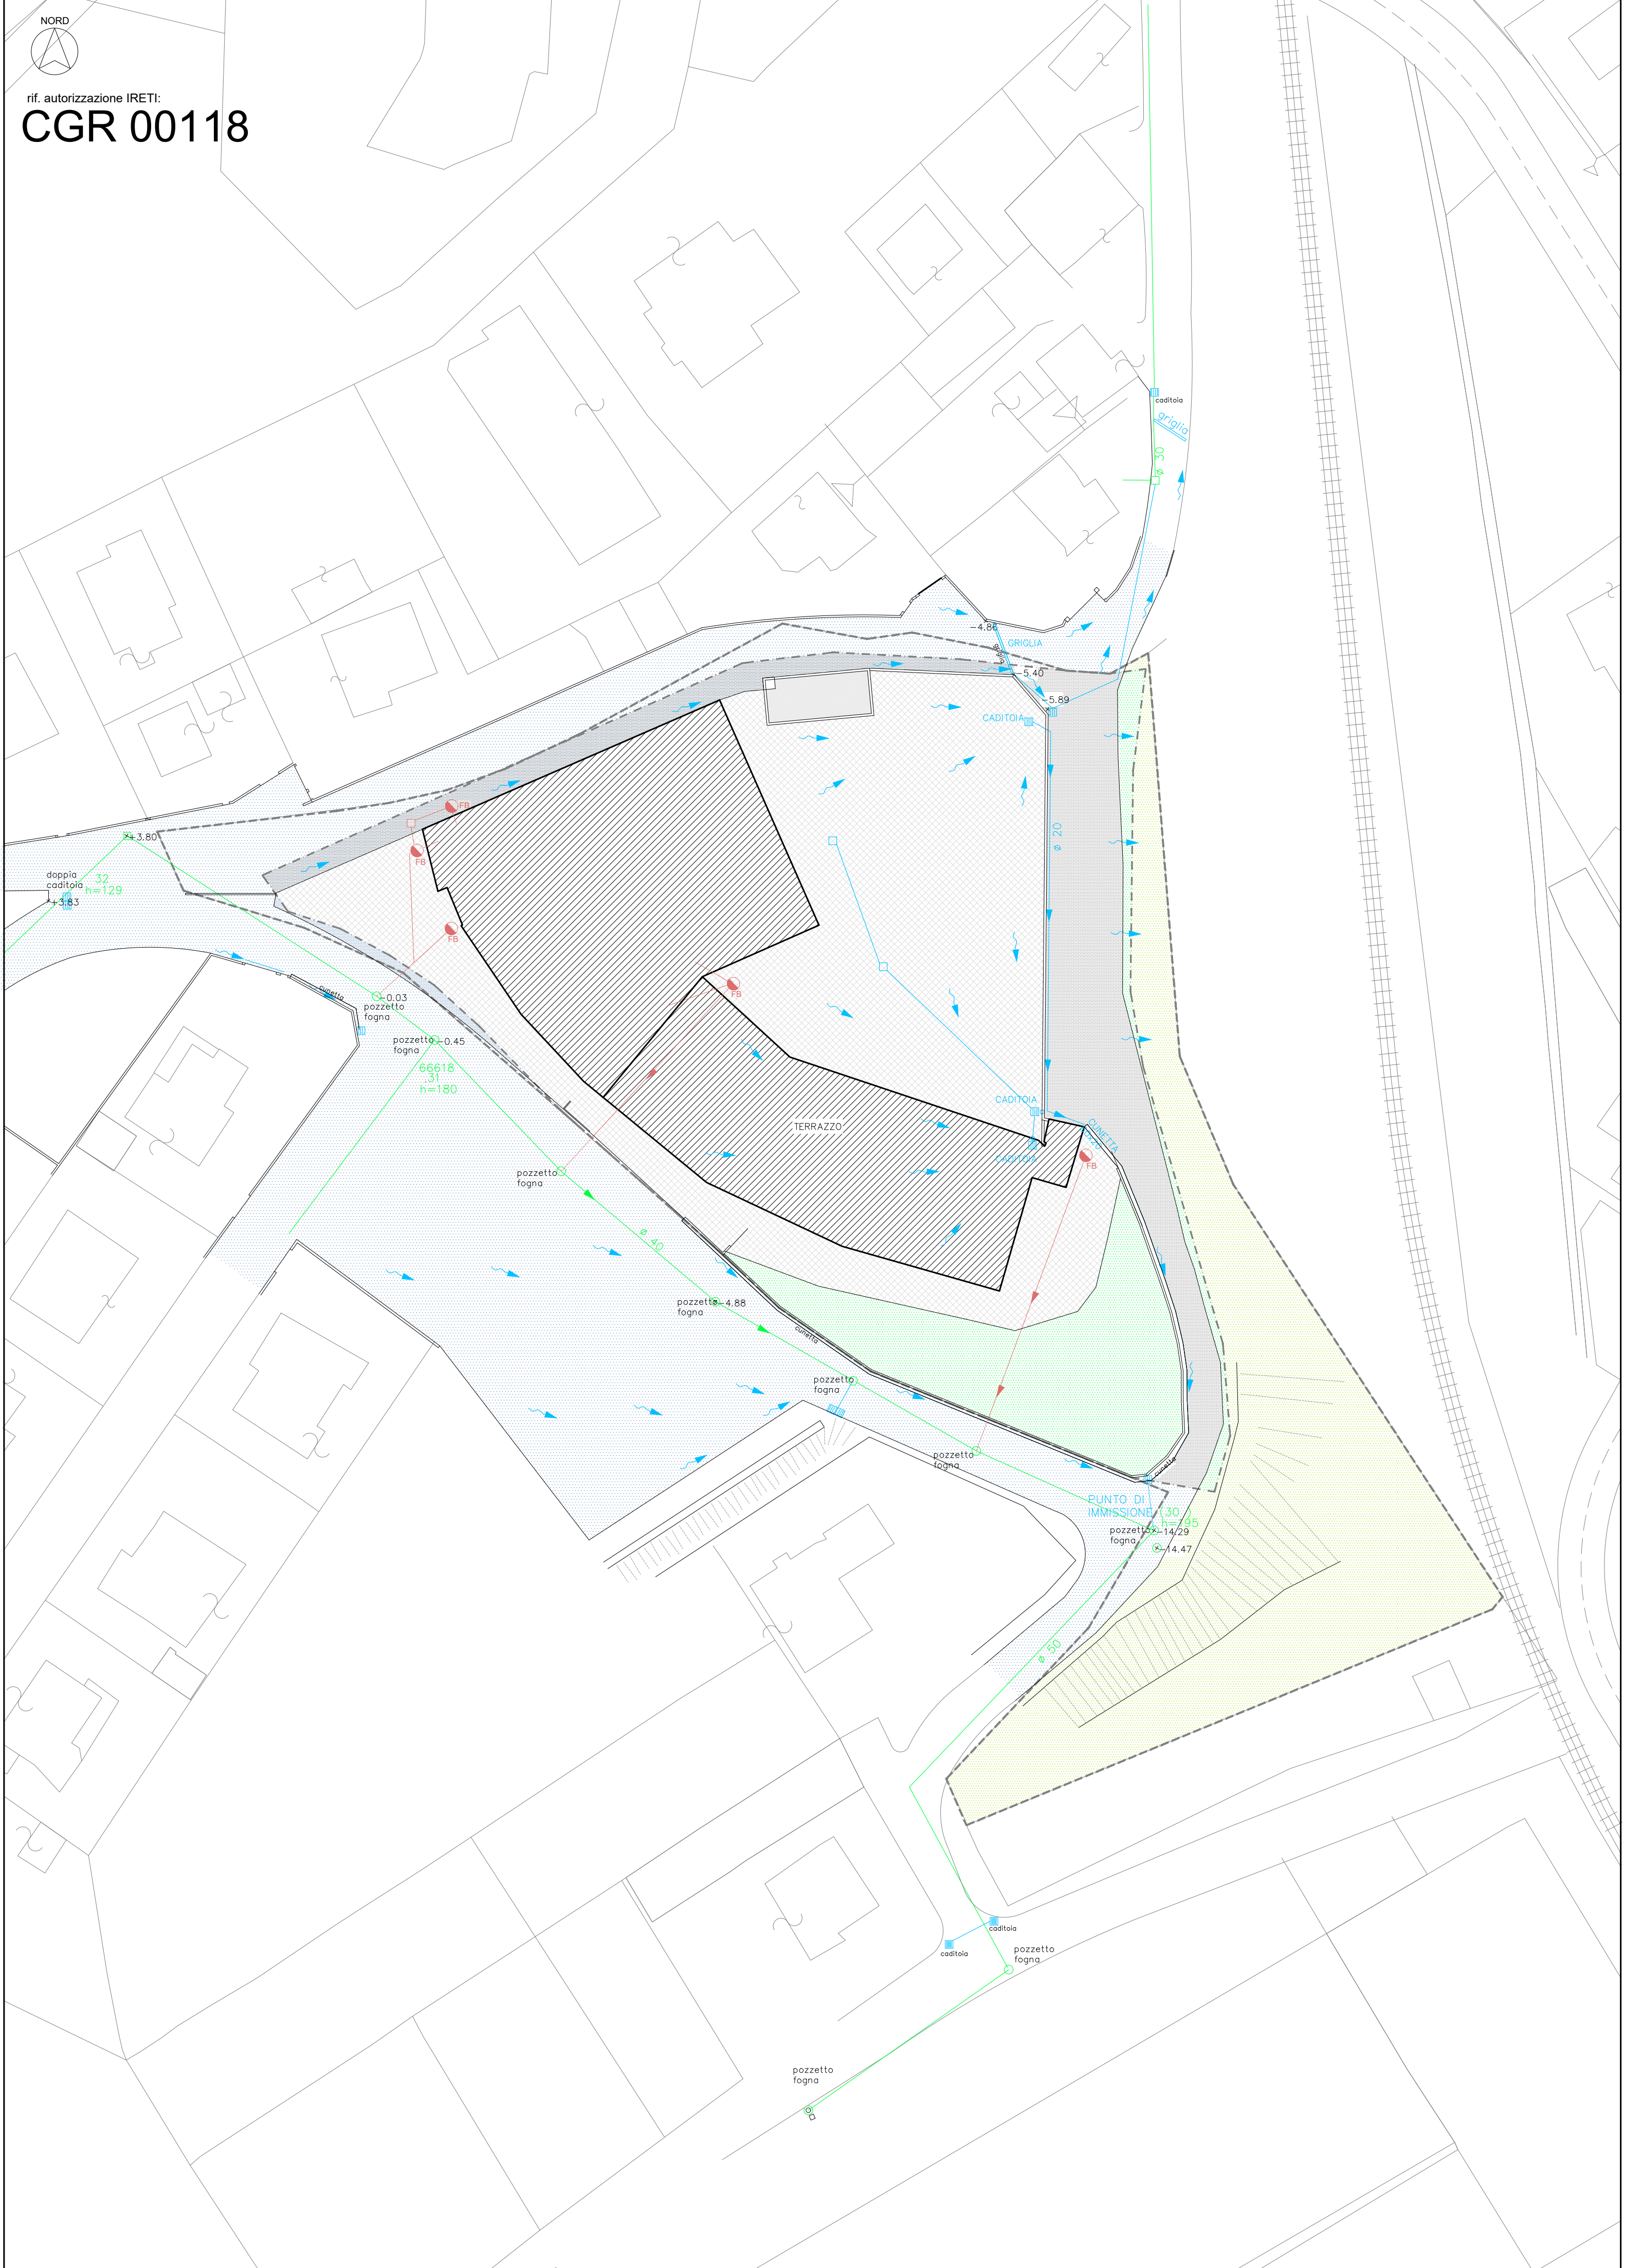 NORD
rif. autorizzazione IRETI:
CGR 00118
caditoia
griglia
ø 30
-4.86
GRIGLIA
-5.40
-5.89
CADITOIA
FB
+3.80
FB
ø 20
doppia
caditoia
32
h=129
+3.83
FB
cunetta
FB
-0.03
pozzetto
fogna
pozzetto
fogna
-0.45
66618
31
h=180
CADITOIA
TERRAZZO
CUNETTA
CADITOIA
FB
pozzetto
fogna
ø 40
pozzetto
fogna
-4.88
cunetta
pozzetto
fogna
pozzetto
fogna
cunetta
PUNTO DI
IMMISSIONE
(30)
h=195
pozzetto
fogna
-14.29
-14.47
ø 50
caditoia
caditoia
pozzetto
fogna
pozzetto
fogna